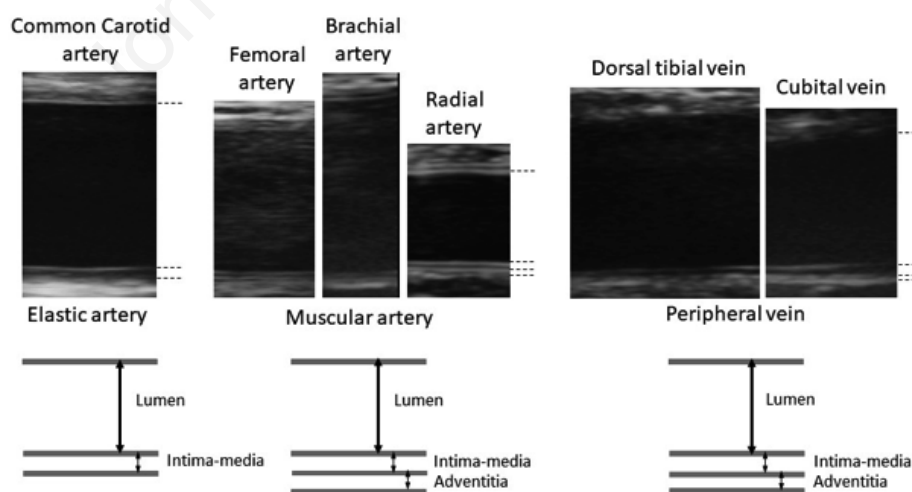 Common Carotid
artery
Femoral
artery
Brachial
artery
Radial
artery
Dorsal tibial vein
Cubital vein
Elastic artery
Muscular artery
Peripheral vein
Lumen
Intima-media
Lumen
Intima-media
Adventitia
Lumen
Intima-media
Adventitia